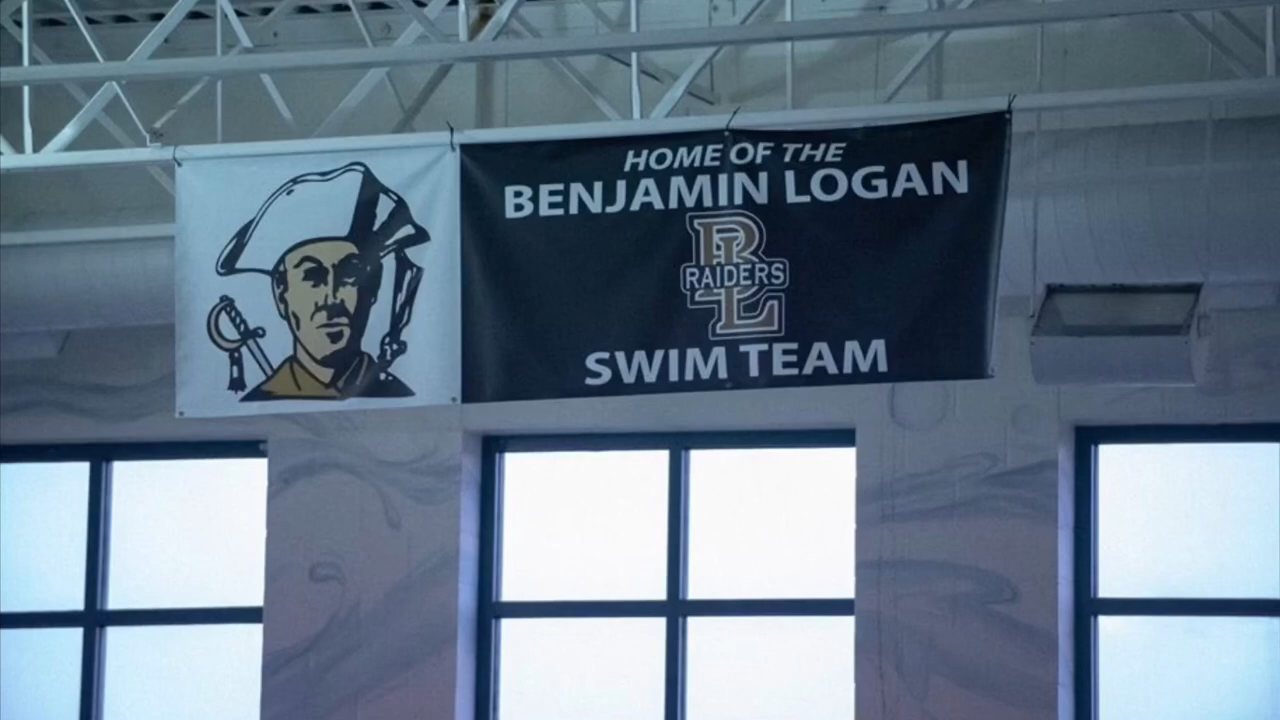 HOME OF THE
BENJAMIN LOGAN
BL
RAIDERS
SWIM TEAM